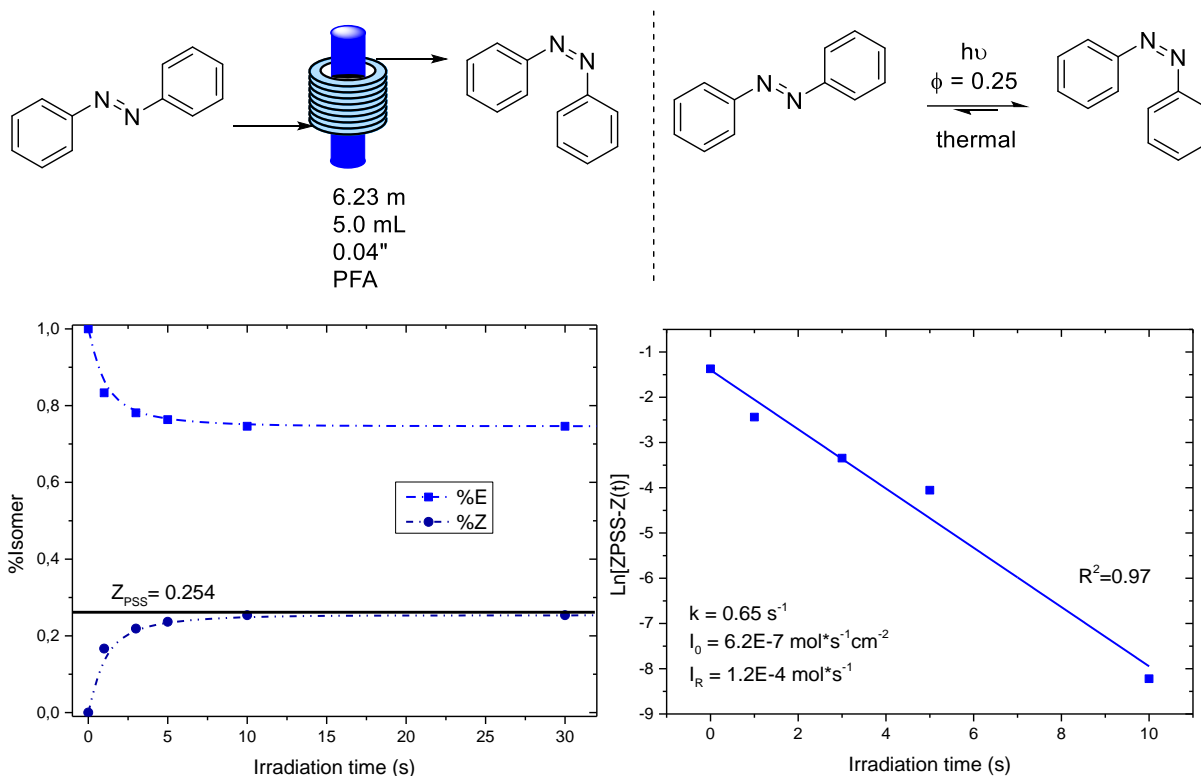 N
N
6.23 m
5.0 mL
0.04"
PFA
N
N
N
N
hυ
ϕ = 0.25
thermal
N
N
1,0
0,8
0,6
0,4
0,2
0,0
%Isomer
%E
%Z
Z_PSS= 0.254
0
5
10
15
20
25
30
Irradiation time (s)
-1
-2
-3
-4
-5
-6
-7
-8
-9
Ln[ZPSS-Z(t)]
R²=0.97
k = 0.65 s⁻¹
I₀ = 6.2E-7 mol*s⁻¹cm⁻²
I_R = 1.2E-4 mol*s⁻¹
0
2
4
6
8
10
Irradiation time (s)